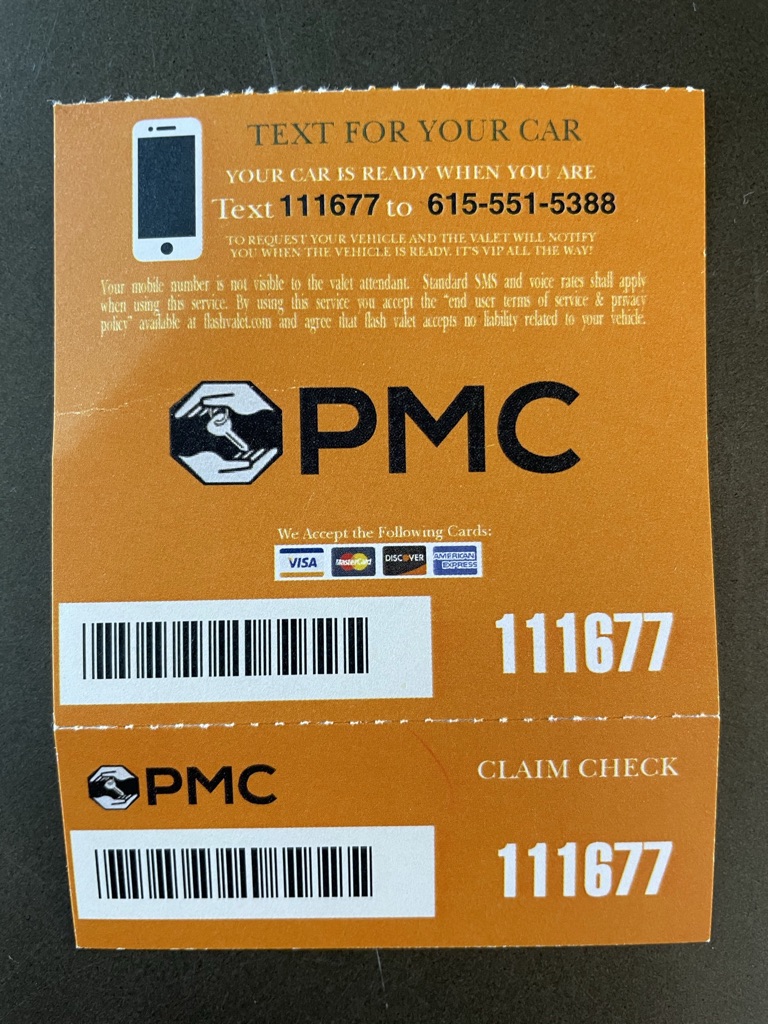 TEXT FOR YOUR CAR
YOUR CAR IS READY WHEN YOU ARE
Text 111677 to 615-551-5388
TO REQUEST YOUR VEHICLE AND THE VALET WILL NOTIFY
YOU WHEN THE VEHICLE IS READY. IT'S VIP ALL THE WAY!
Your mobile number is not visible to the valet attendant. Standard SMS and voice rates shall apply
when using this service. By using this service you accept the "end user terms of service & privacy
policy" available at flashvalet.com and agree that flash valet accepts no liability related to your vehicle.
PMC
We Accept the Following Cards:
VISA MasterCard DISCOVER AMERICAN EXPRESS
111677
PMC
CLAIM CHECK
111677